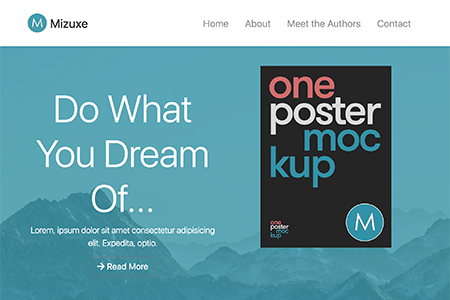 M Mizuxe
Home About Meet the Authors Contact
Do What
You Dream
Of...
Lorem, ipsum dolor sit amet consectetur adipisicing
elit. Expedita, optio.
→ Read More
one
poster
moc
kup
one
poster
moc
kup
M